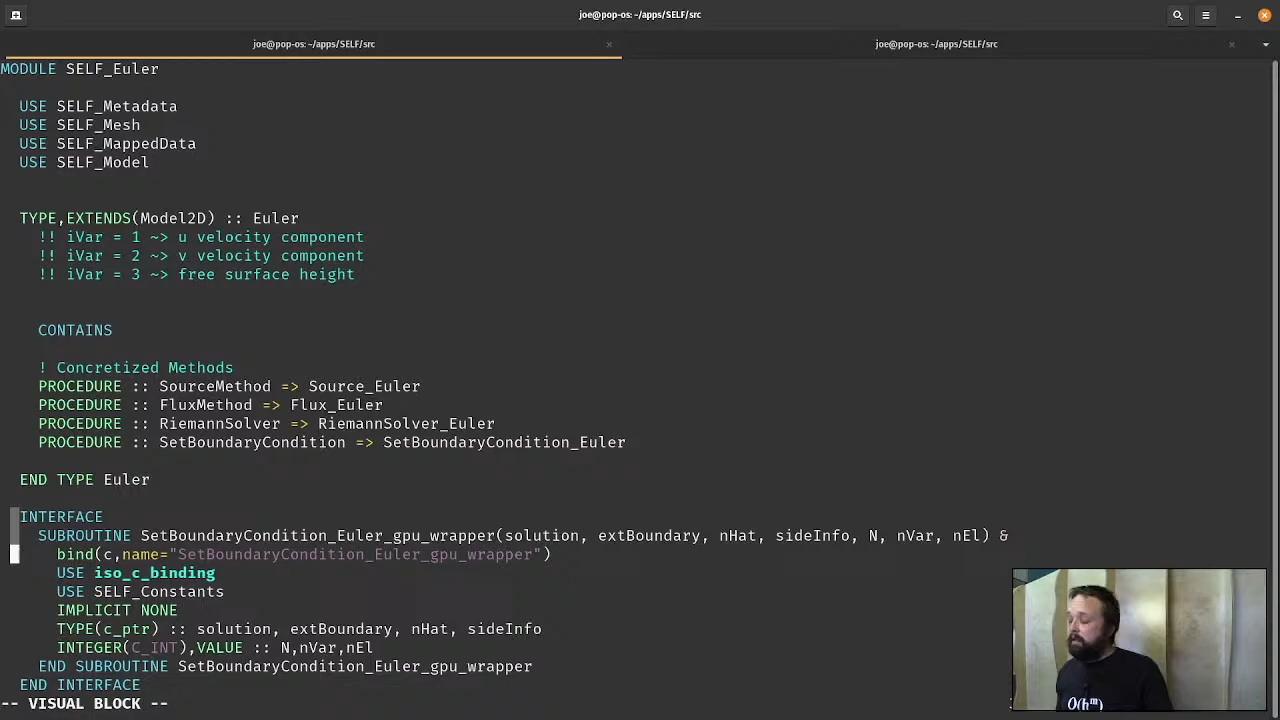 joe@pop-os: ~/apps/SELF/src
joe@pop-os: ~/apps/SELF/src
joe@pop-os: ~/apps/SELF/src
MODULE SELF_Euler
USE SELF_Metadata
USE SELF_Mesh
USE SELF_MappedData
USE SELF_Model
TYPE,EXTENDS(Model2D) :: Euler
!! iVar = 1 ~> u velocity component
!! iVar = 2 ~> v velocity component
!! iVar = 3 ~> free surface height
CONTAINS
! Concretized Methods
PROCEDURE :: SourceMethod => Source_Euler
PROCEDURE :: FluxMethod => Flux_Euler
PROCEDURE :: RiemannSolver => RiemannSolver_Euler
PROCEDURE :: SetBoundaryCondition => SetBoundaryCondition_Euler
END TYPE Euler
INTERFACE
SUBROUTINE SetBoundaryCondition_Euler_gpu_wrapper(solution, extBoundary, nHat, sideInfo, N, nVar, nEl) &
bind(c,name="SetBoundaryCondition_Euler_gpu_wrapper")
USE iso_c_binding
USE SELF_Constants
IMPLICIT NONE
TYPE(c_ptr) :: solution, extBoundary, nHat, sideInfo
INTEGER(C_INT),VALUE :: N,nVar,nEl
END SUBROUTINE SetBoundaryCondition_Euler_gpu_wrapper
END INTERFACE
-- VISUAL BLOCK --
O(hᵐ)